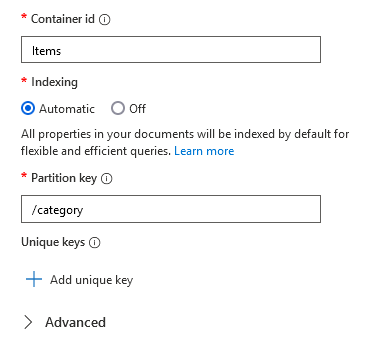 * Container id
Items
* Indexing
Automatic Off
All properties in your documents will be indexed by default for
flexible and efficient queries. Learn more
* Partition key
/category
Unique keys
Add unique key
Advanced